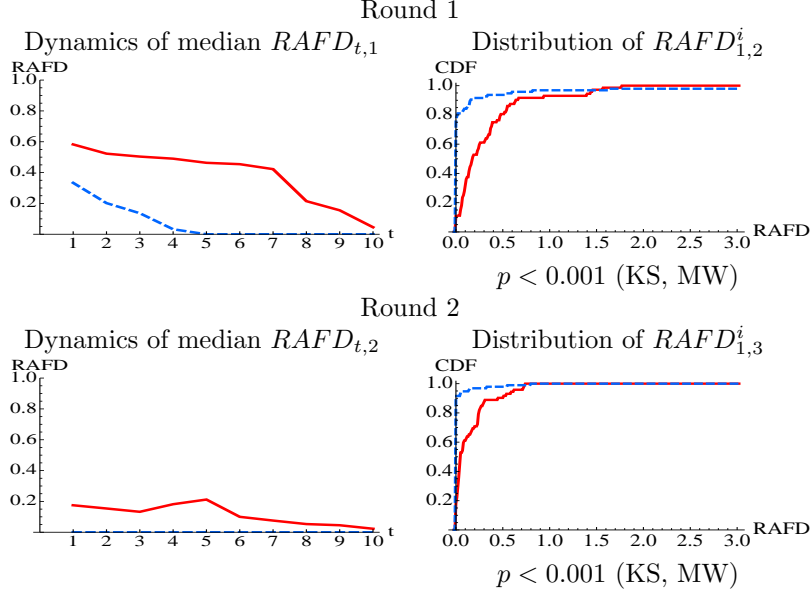 Round 1
Dynamics of median $RAFD_{t,1}$
Distribution of $RAFD^{i}_{1,2}$
RAFD
1.0
0.8
0.6
0.4
0.2
1 2 3 4 5 6 7 8 9 10 t
CDF
1.0
0.8
0.6
0.4
0.2
0.0 0.5 1.0 1.5 2.0 2.5 3.0 RAFD
p < 0.001 (KS, MW)
Round 2
Dynamics of median $RAFD_{t,2}$
Distribution of $RAFD^{i}_{1,3}$
RAFD
1.0
0.8
0.6
0.4
0.2
1 2 3 4 5 6 7 8 9 10 t
CDF
1.0
0.8
0.6
0.4
0.2
0.0 0.5 1.0 1.5 2.0 2.5 3.0 RAFD
p < 0.001 (KS, MW)